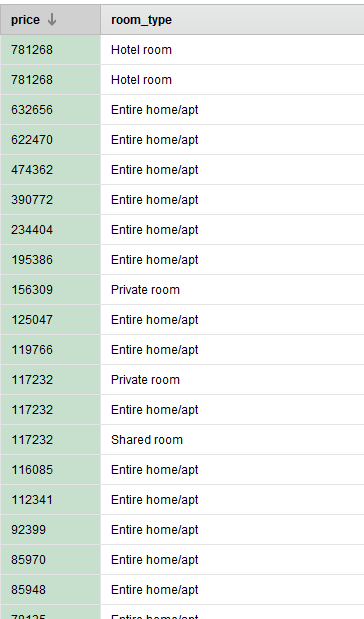 price room_type
781268 Hotel room
781268 Hotel room
632656 Entire home/apt
622470 Entire home/apt
474362 Entire home/apt
390772 Entire home/apt
234404 Entire home/apt
195386 Entire home/apt
156309 Private room
125047 Entire home/apt
119766 Entire home/apt
117232 Private room
117232 Entire home/apt
117232 Shared room
116085 Entire home/apt
112341 Entire home/apt
92399 Entire home/apt
85970 Entire home/apt
85948 Entire home/apt
Entire home/apt